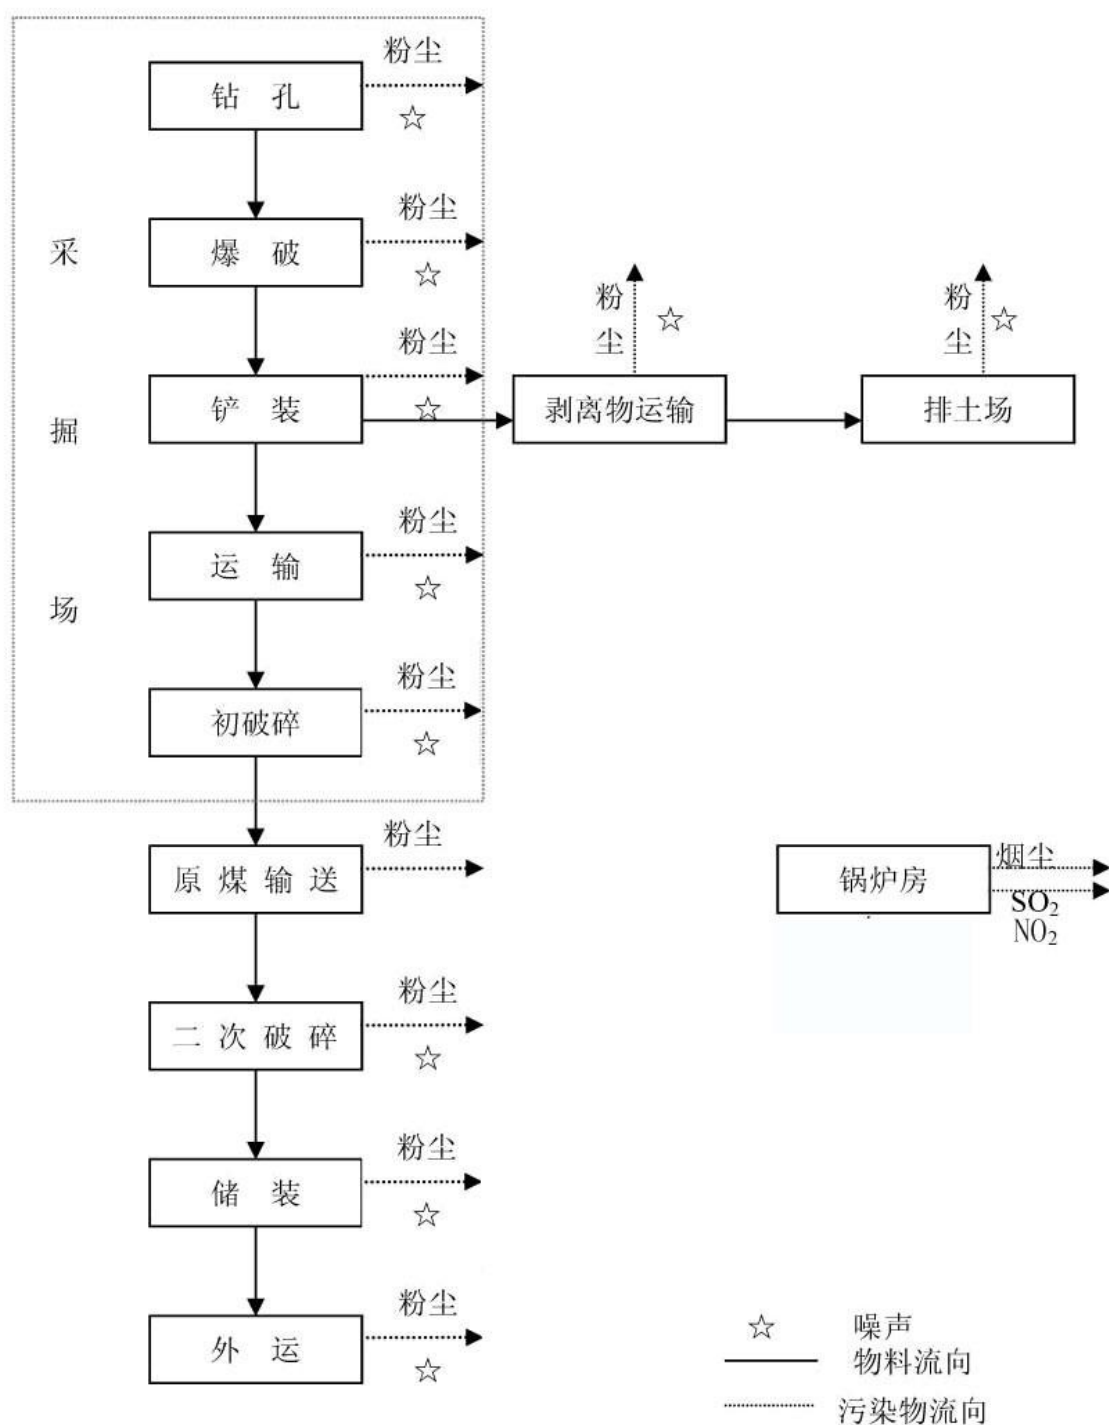 粉尘
钻 孔
☆
粉尘
爆 破
☆
采
掘
场
粉尘
铲 装
☆
粉尘
剥离物运输
☆
粉尘
排土场
☆
粉尘
运 输
☆
粉尘
初破碎
☆
粉尘
原煤输送
烟尘
锅炉房
SO₂
NO₂
粉尘
二次破碎
☆
粉尘
储 装
☆
粉尘
外 运
☆
☆ 噪声
物料流向
污染物流向